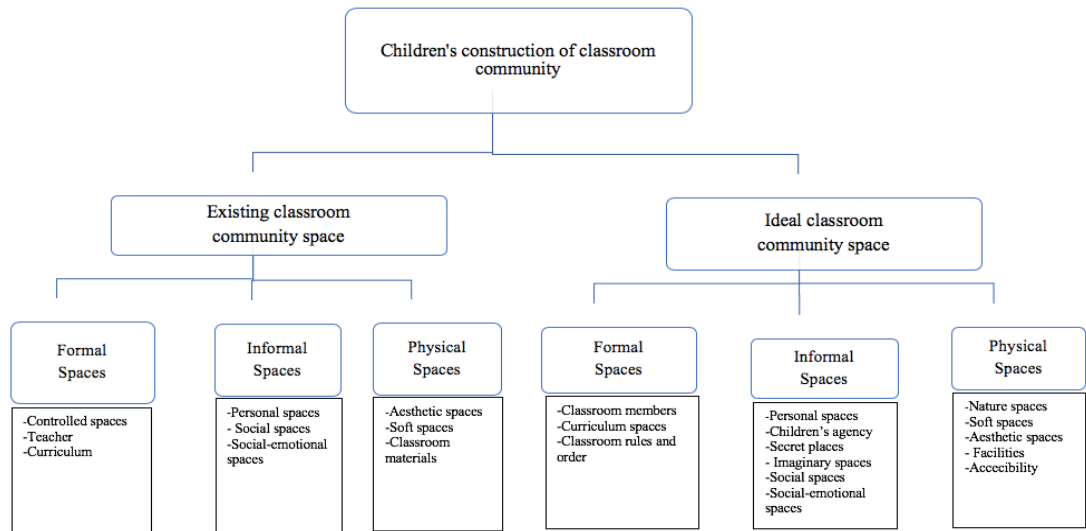 Children's construction of classroom
community
Existing classroom
community space
Ideal classroom
community space
Formal
Spaces
-Controlled spaces
-Teacher
-Curriculum
Informal
Spaces
-Personal spaces
- Social spaces
-Social-emotional
spaces
Physical
Spaces
-Aesthetic spaces
-Soft spaces
-Classroom
materials
Formal
Spaces
-Classroom members
-Curriculum spaces
-Classroom rules and
order
Informal
Spaces
-Personal spaces
-Children’s agency
-Secret places
- Imaginary spaces
-Social spaces
-Social-emotional
spaces
Physical
Spaces
-Nature spaces
-Soft spaces
-Aesthetic spaces
- Facilities
-Accecibility